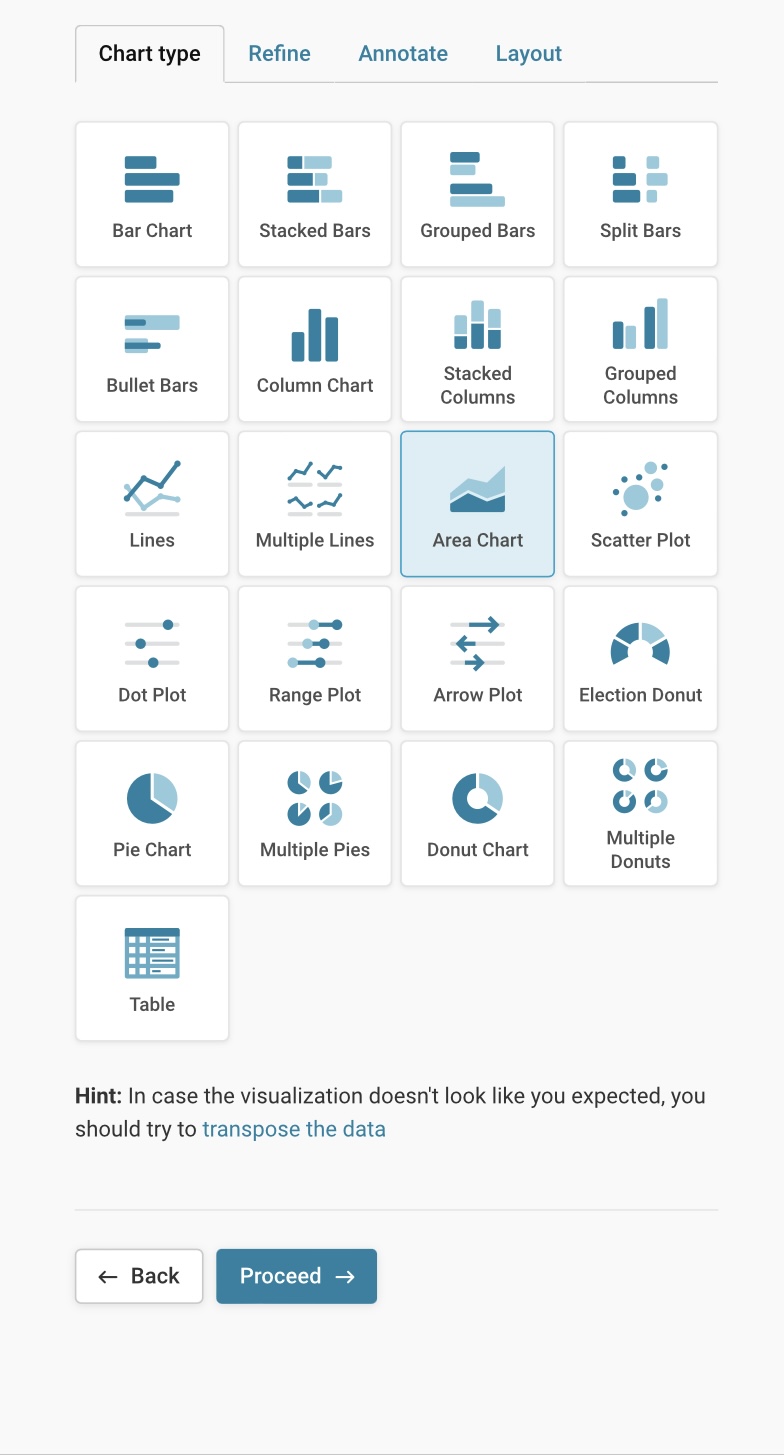 Chart type Refine Annotate Layout
Bar Chart Stacked Bars Grouped Bars Split Bars
Bullet Bars Column Chart Stacked Columns Grouped Columns
Lines Multiple Lines Area Chart Scatter Plot
Dot Plot Range Plot Arrow Plot Election Donut
Pie Chart Multiple Pies Donut Chart Multiple Donuts
Table
Hint: In case the visualization doesn't look like you expected, you
should try to transpose the data
← Back Proceed →